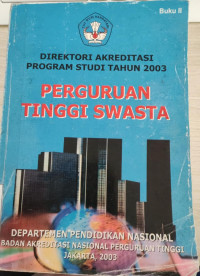 Buku II
DIREKTORI AKREDITASI
PROGRAM STUDI TAHUN 2003
PERGURUAN
TINGGI SWASTA
DEPARTEMEN PENDIDIKAN NASIONAL
BADAN AKREDITASI NASIONAL PERGURUAN TINGGI
JAKARTA, 2003